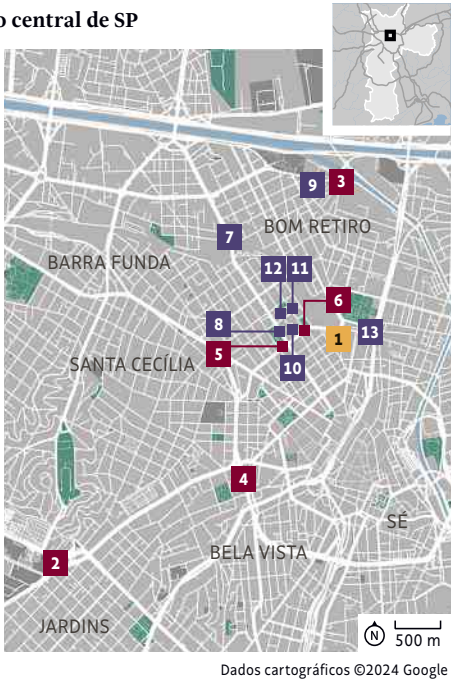 o central de SP
9
3
BOM RETIRO
7
BARRA FUNDA
12
11
6
8
13
1
5
SANTA CECÍLIA
10
4
SÉ
BELA VISTA
2
JARDINS
N
500 m
Dados cartográficos ©2024 Google